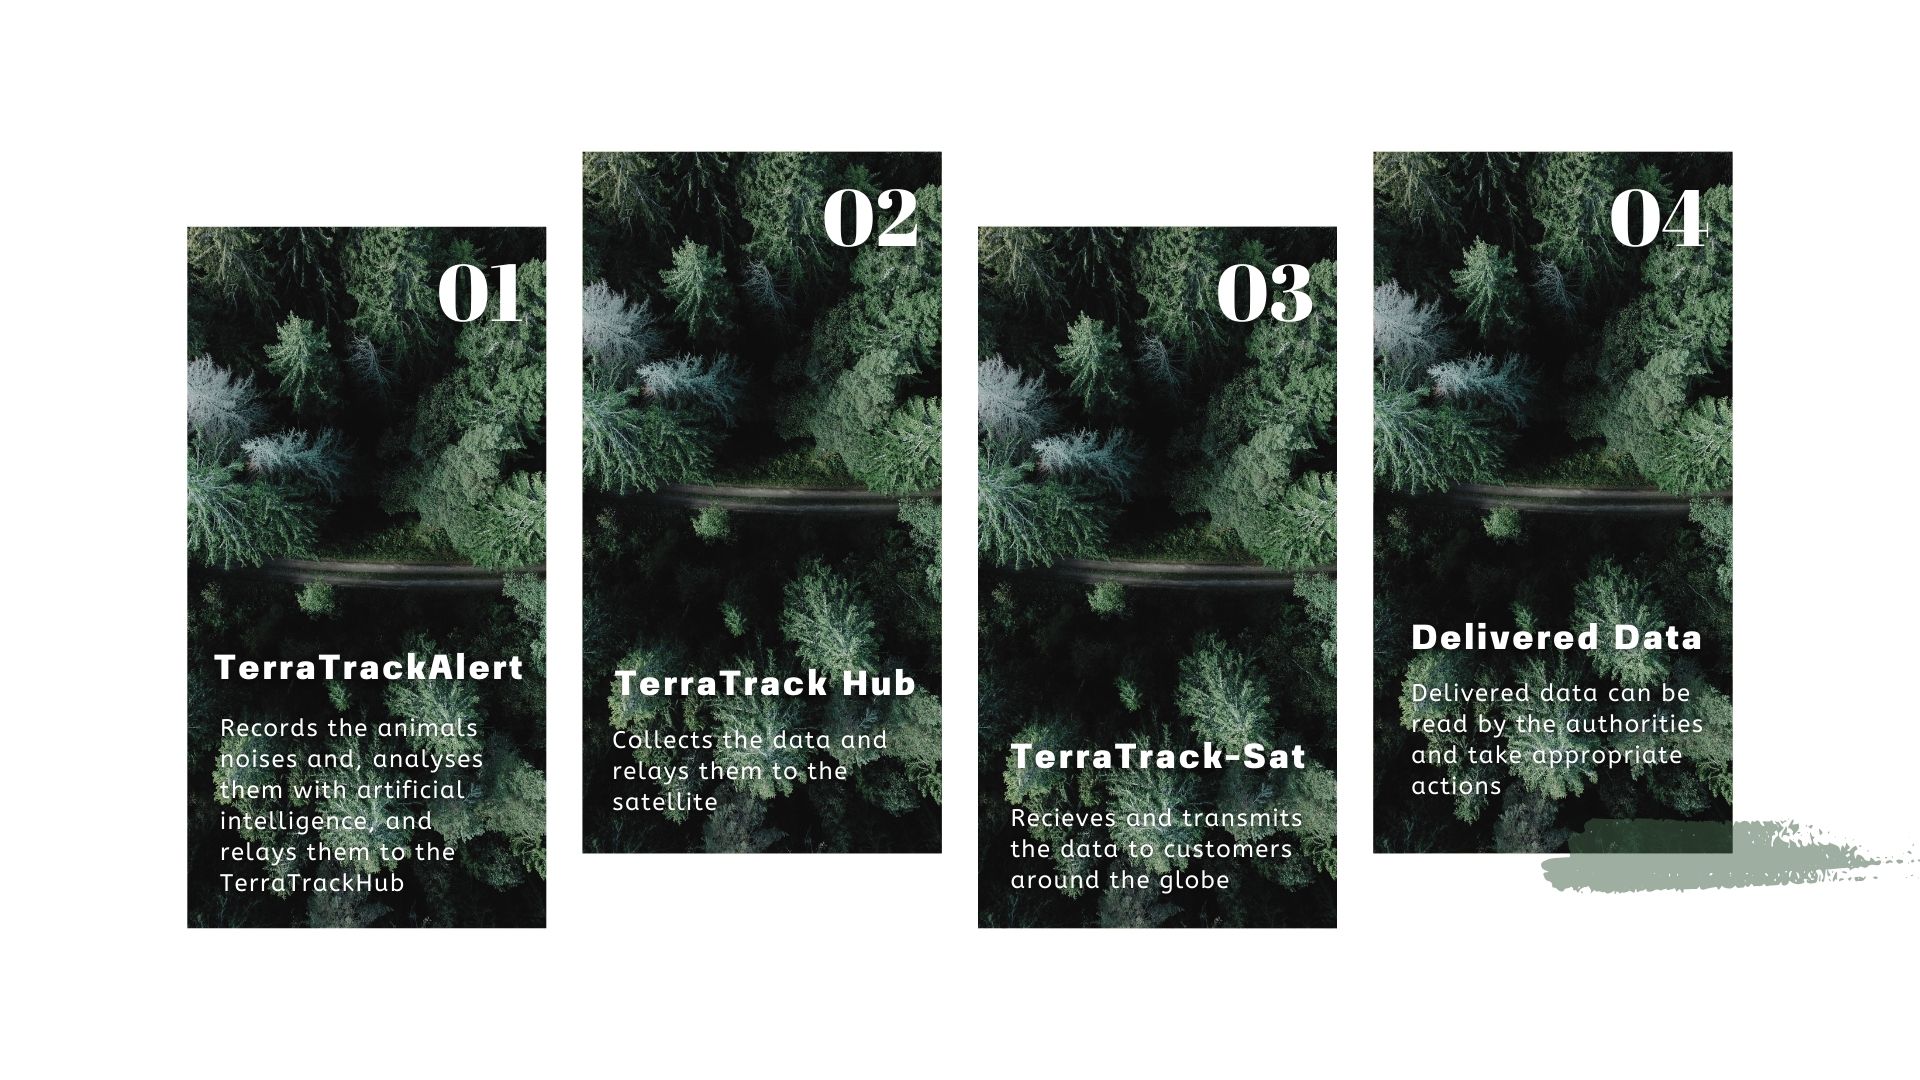 01
TerraTrackAlert
Records the animals
noises and, analyses
them with artificial
intelligence, and
relays them to the
TerraTrackHub
02
TerraTrack Hub
Collects the data and
relays them to the
satellite
03
TerraTrack-Sat
Recieves and transmits
the data to customers
around the globe
04
Delivered Data
Delivered data can be
read by the authorities
and take appropriate
actions